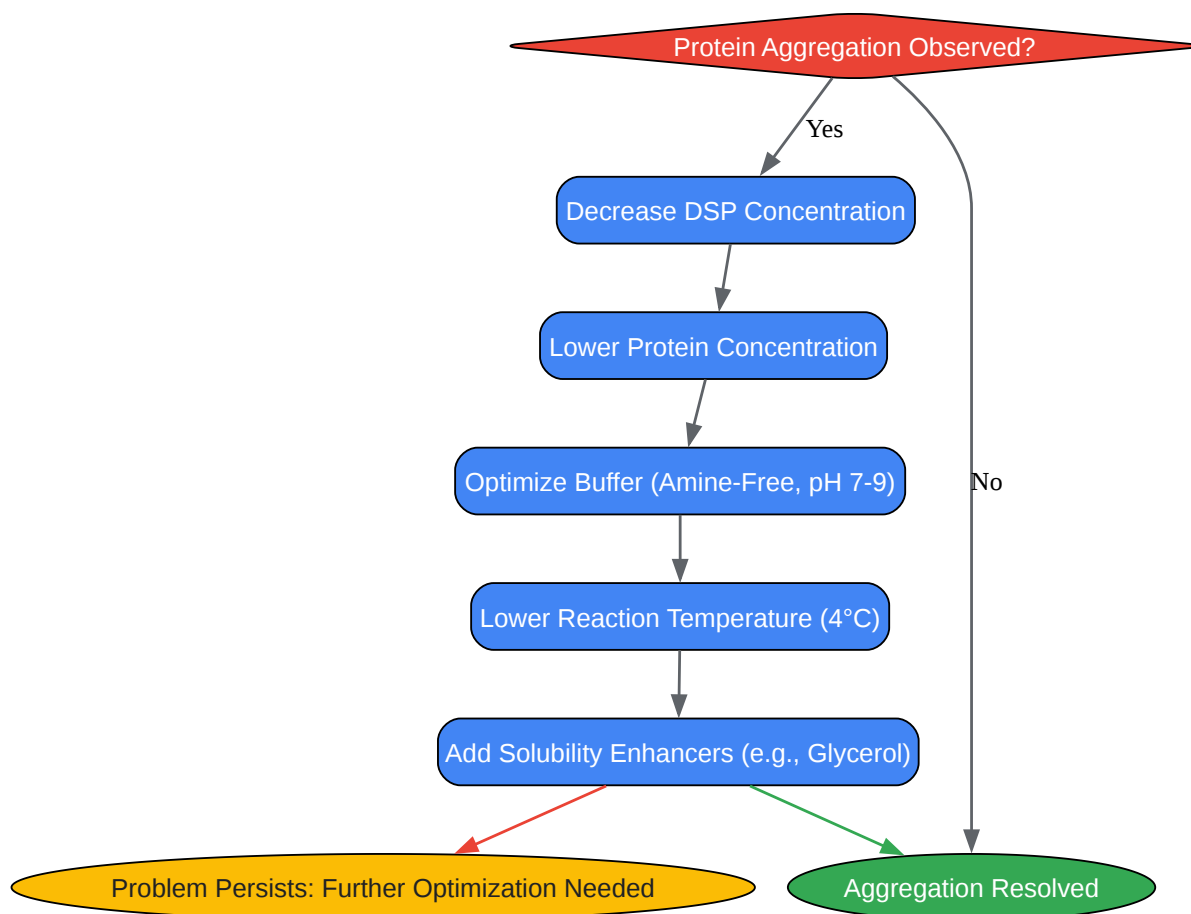 Protein Aggregation Observed?
Yes
Decrease DSP Concentration
Lower Protein Concentration
Optimize Buffer (Amine-Free, pH 7-9)
No
Lower Reaction Temperature (4°C)
Add Solubility Enhancers (e.g., Glycerol)
Problem Persists: Further Optimization Needed
Aggregation Resolved